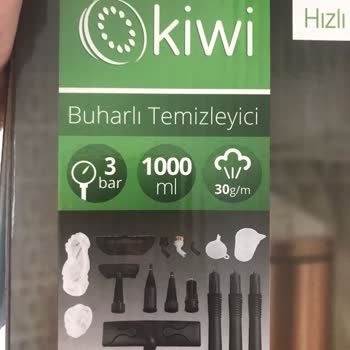 kiwi
Hızlı
Buharlı Temizleyici
3 bar
1000 ml
30g/m